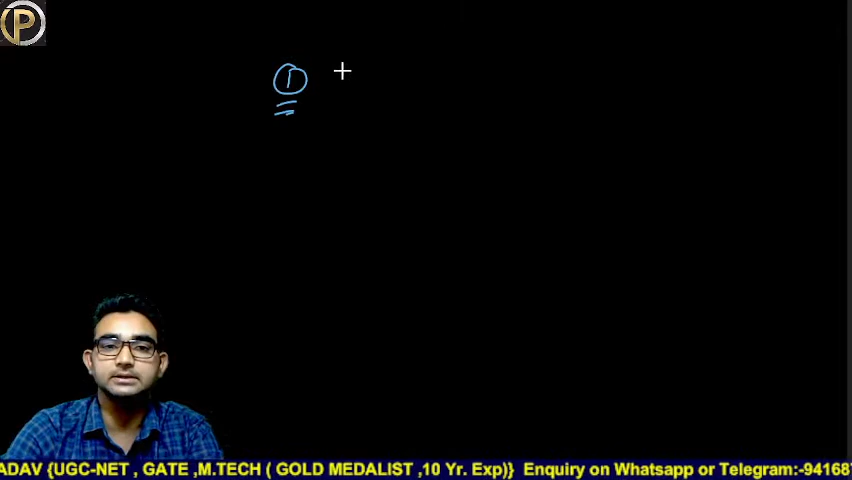 P
1
ADAV {UGC-NET , GATE ,M.TECH ( GOLD MEDALIST ,10 Yr. Exp)} Enquiry on Whatsapp or Telegram:-94168